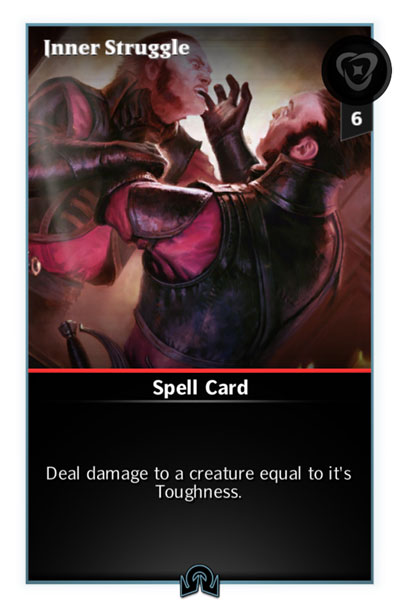 Inner Struggle
6
Spell Card
Deal damage to a creature equal to it's
Toughness.